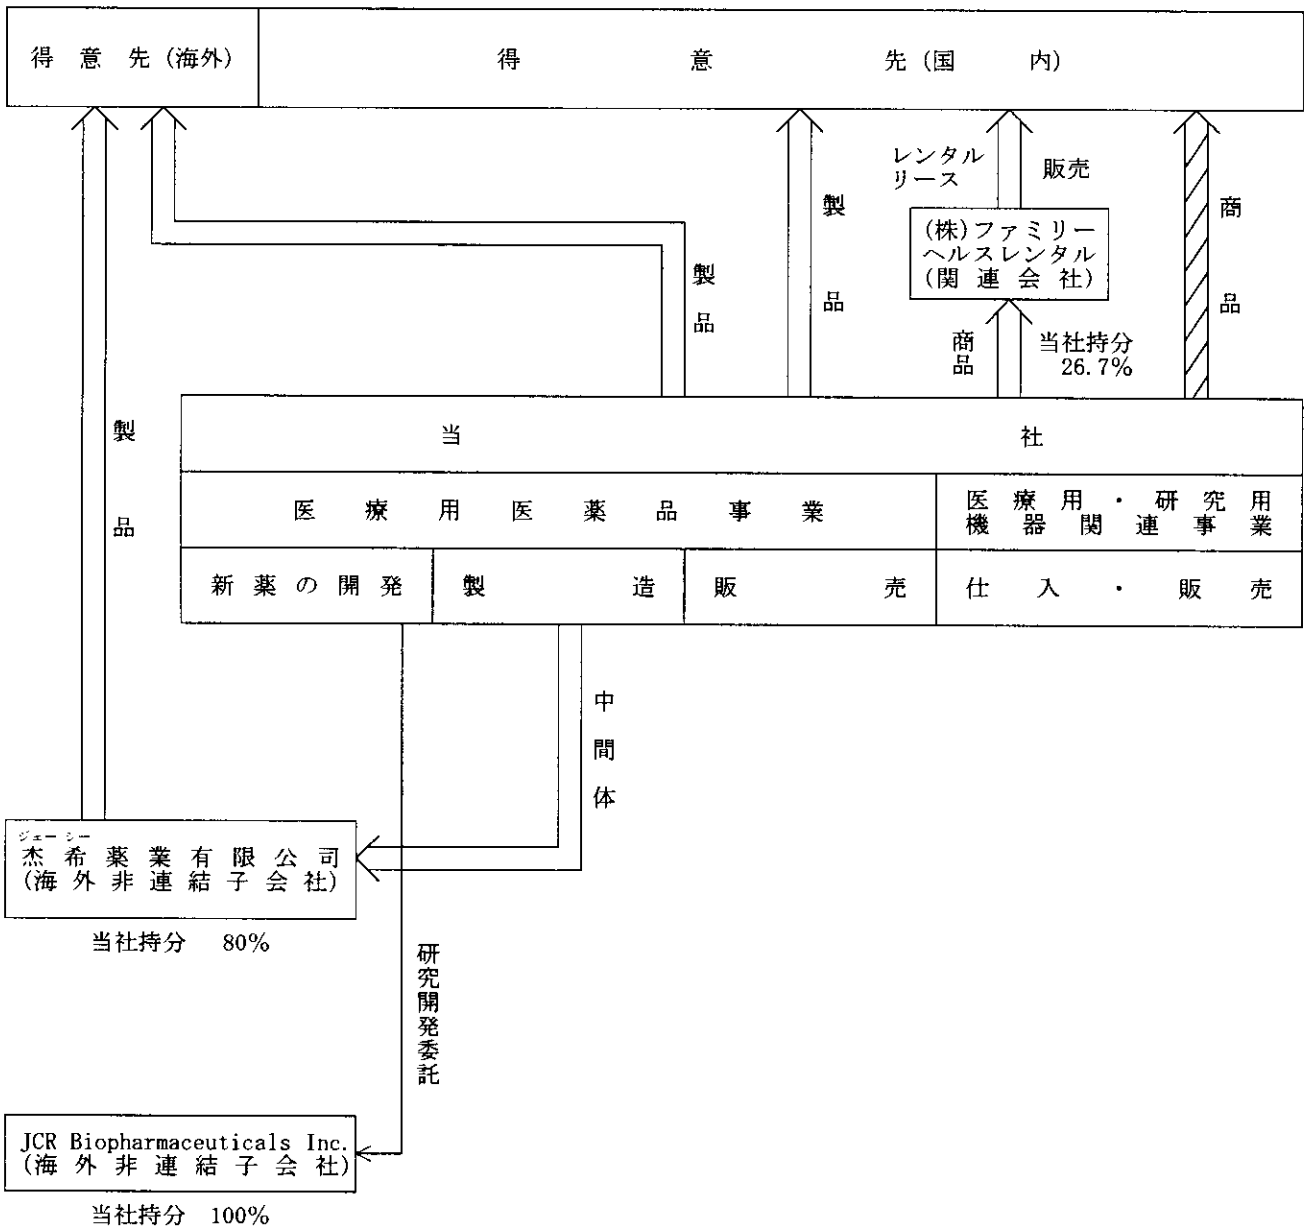 得意先(海外)
得意先(国内)
レンタル
リース
販売
製品
商品
(株)ファミリー
ヘルスレンタル
(関連会社)
製品
商品
当社持分
26.7%
製品
当社
医療用医薬品事業
医療用・研究用
機器関連事業
新薬の開発
製造
販売
仕入・販売
中間体
ジェーシー
杰希薬業有限公司
(海外非連結子会社)
当社持分 80%
研究開発委託
JCR Biopharmaceuticals Inc.
(海外非連結子会社)
当社持分 100%